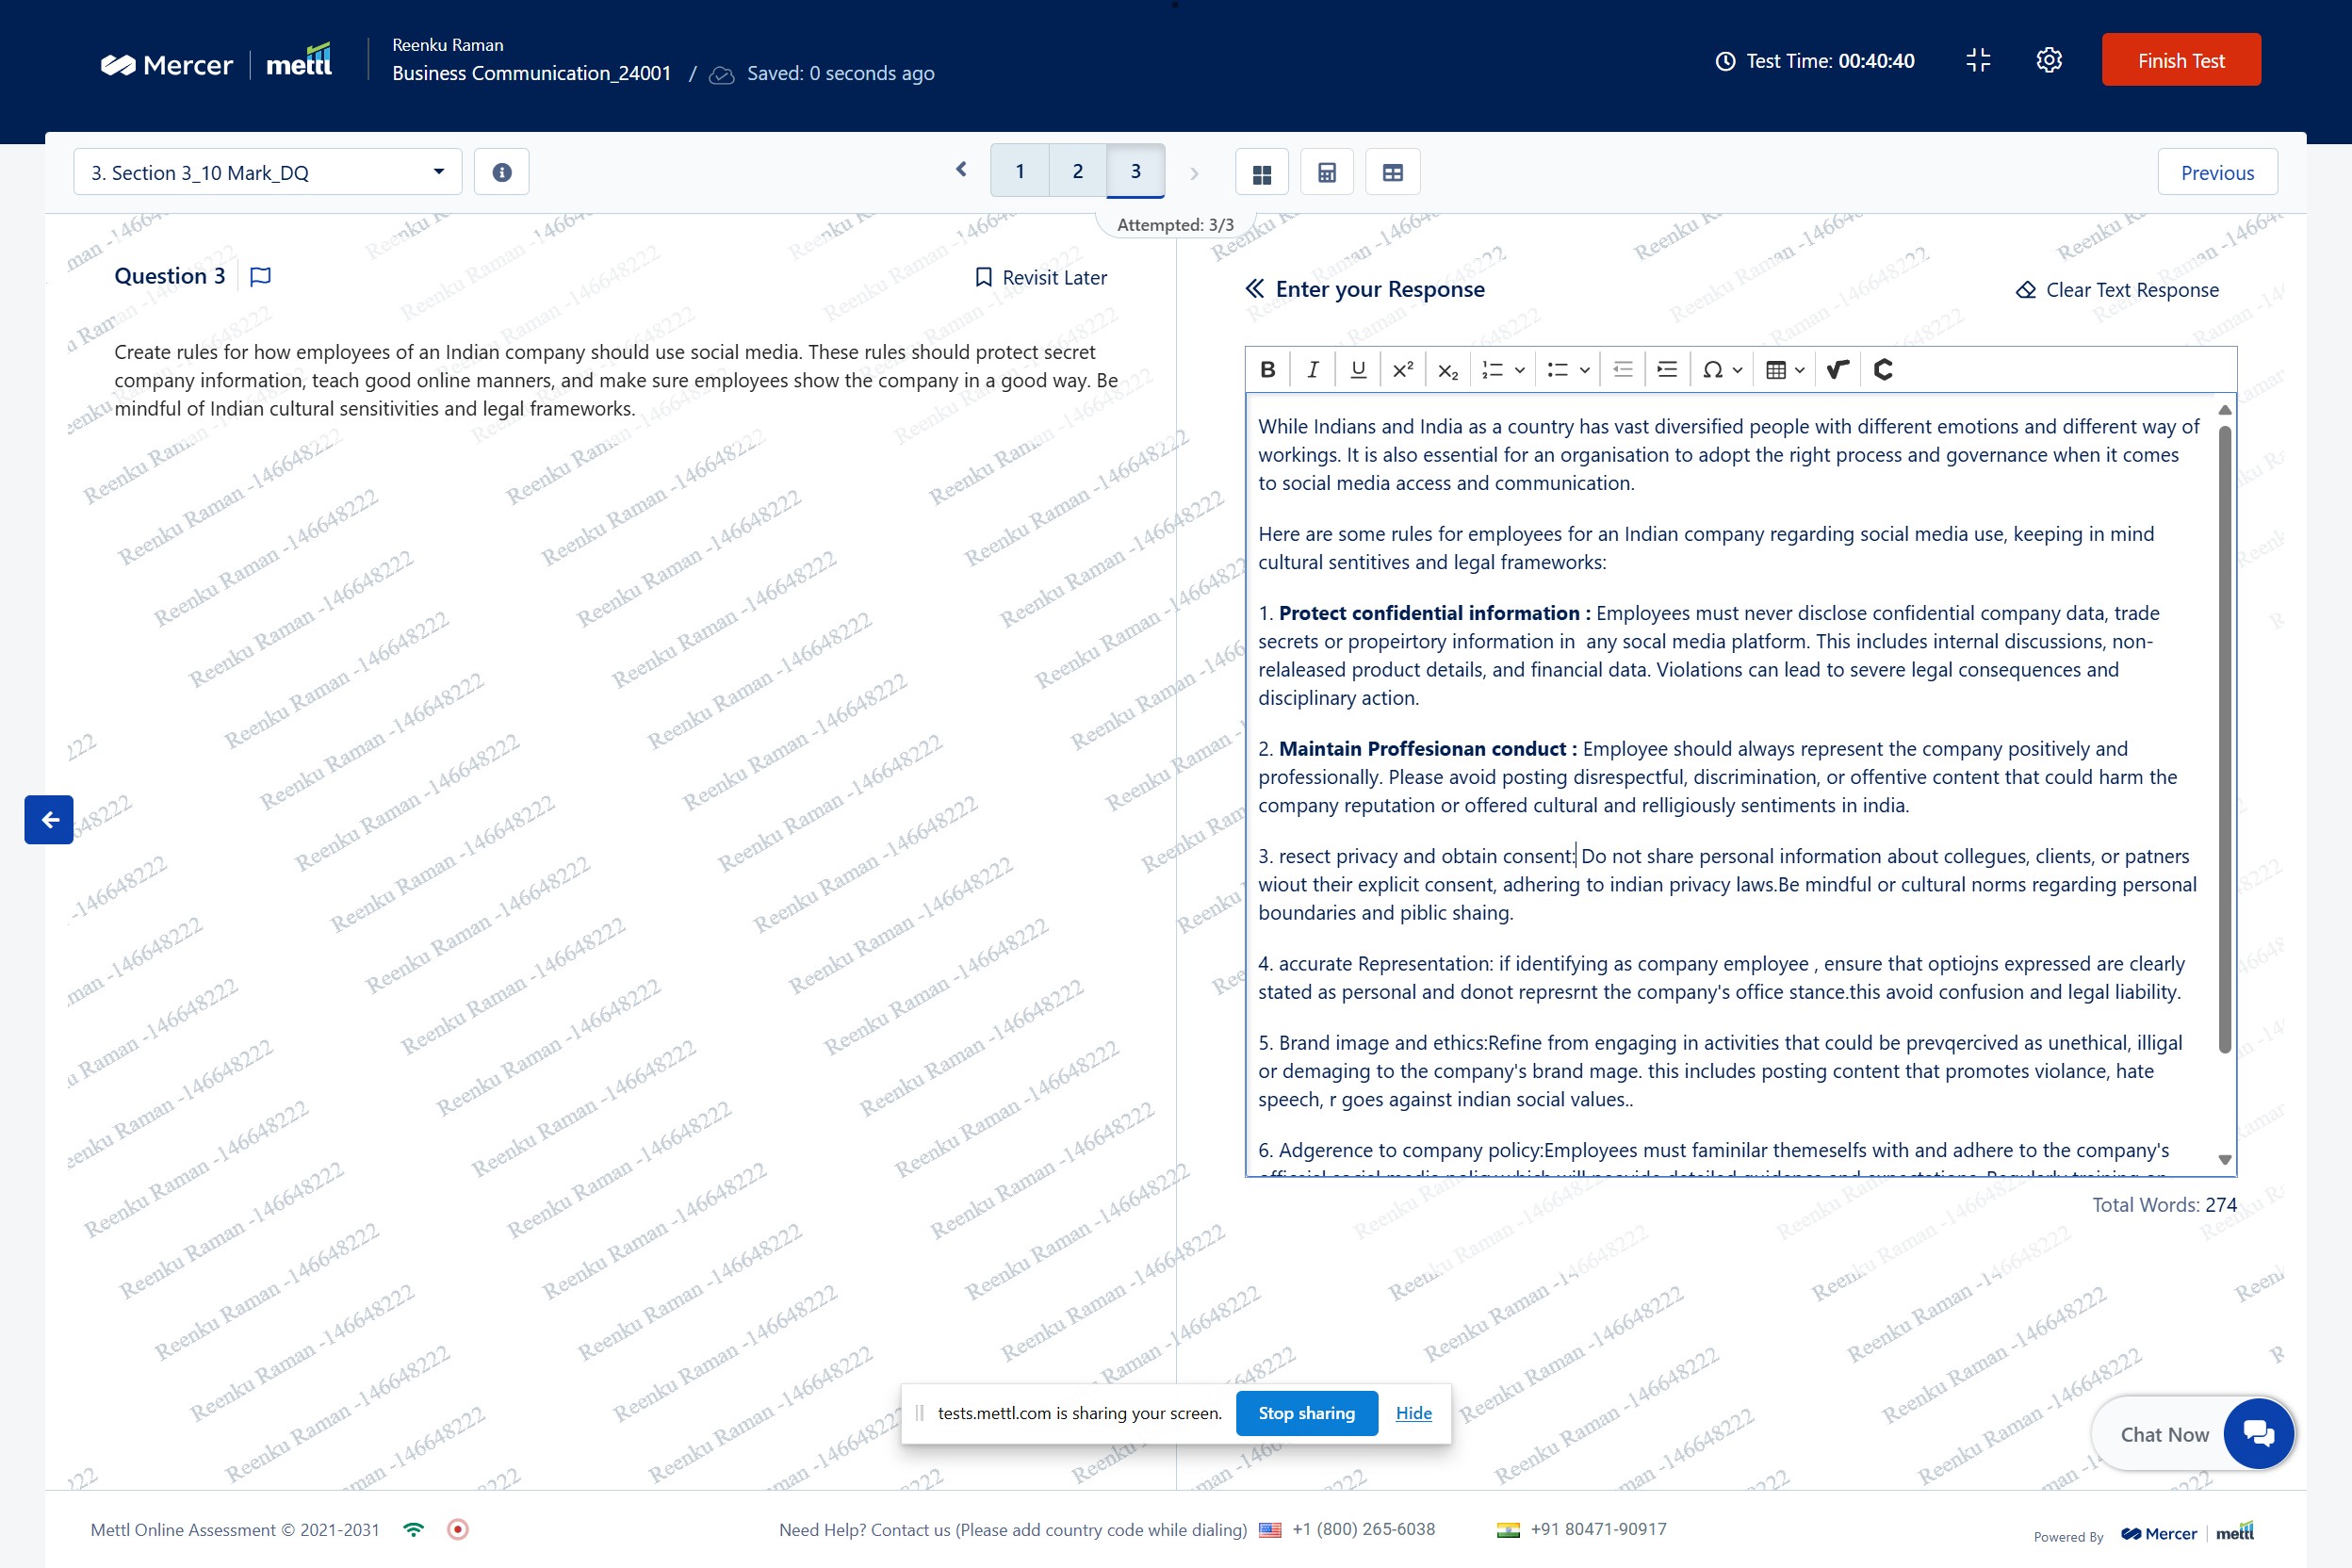 Mercer | mettl
Reenku Raman
Business Communication_24001 / Saved: 0 seconds ago
Test Time: 00:40:40
Finish Test
3. Section 3_10 Mark_DQ
1 2 3
Previous
Attempted: 3/3
Question 3
Revisit Later
Create rules for how employees of an Indian company should use social media. These rules should protect secret
company information, teach good online manners, and make sure employees show the company in a good way. Be
mindful of Indian cultural sensitivities and legal frameworks.
Enter your Response
Clear Text Response
B I U x² x₂ Ω
While Indians and India as a country has vast diversified people with different emotions and different way of
workings. It is also essential for an organisation to adopt the right process and governance when it comes
to social media access and communication.
Here are some rules for employees for an Indian company regarding social media use, keeping in mind
cultural sentitives and legal frameworks:
1. Protect confidential information : Employees must never disclose confidential company data, trade
secrets or propeirtory information in any socal media platform. This includes internal discussions, non-
relaleased product details, and financial data. Violations can lead to severe legal consequences and
disciplinary action.
2. Maintain Proffesionan conduct : Employee should always represent the company positively and
professionally. Please avoid posting disrespectful, discrimination, or offentive content that could harm the
company reputation or offered cultural and relligiously sentiments in india.
3. resect privacy and obtain consent: Do not share personal information about collegues, clients, or patners
wiout their explicit consent, adhering to indian privacy laws.Be mindful or cultural norms regarding personal
boundaries and piblic shaing.
4. accurate Representation: if identifying as company employee , ensure that optiojns expressed are clearly
stated as personal and donot represrnt the company's office stance.this avoid confusion and legal liability.
5. Brand image and ethics:Refine from engaging in activities that could be prevqercived as unethical, illigal
or demaging to the company's brand mage. this includes posting content that promotes violance, hate
speech, r goes against indian social values..
6. Adgerence to company policy:Employees must faminilar themeselfs with and adhere to the company's
Total Words: 274
tests.mettl.com is sharing your screen. Stop sharing Hide
Chat Now
Mettl Online Assessment © 2021-2031
Need Help? Contact us (Please add country code while dialing) +1 (800) 265-6038 +91 80471-90917
Powered By Mercer | mettl
Reenku Raman -146648222